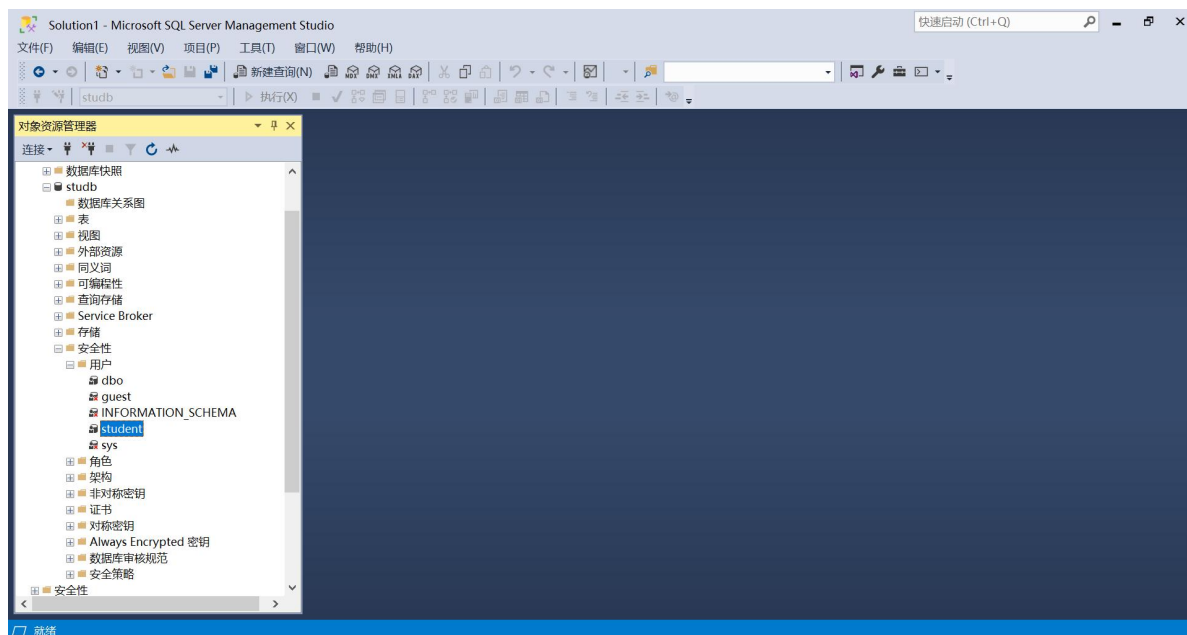 Solution1 - Microsoft SQL Server Management Studio
快速启动 (Ctrl+Q)
文件(F) 编辑(E) 视图(V) 项目(P) 工具(T) 窗口(W) 帮助(H)
新建查询(N) MDX DMX XMLA DAX
studb 执行(X)
对象资源管理器
连接
数据库快照
studb
数据库关系图
表
视图
外部资源
同义词
可编程性
查询存储
Service Broker
存储
安全性
用户
dbo
guest
INFORMATION_SCHEMA
student
sys
角色
架构
非对称密钥
证书
对称密钥
Always Encrypted 密钥
数据库审核规范
安全策略
安全性
就绪